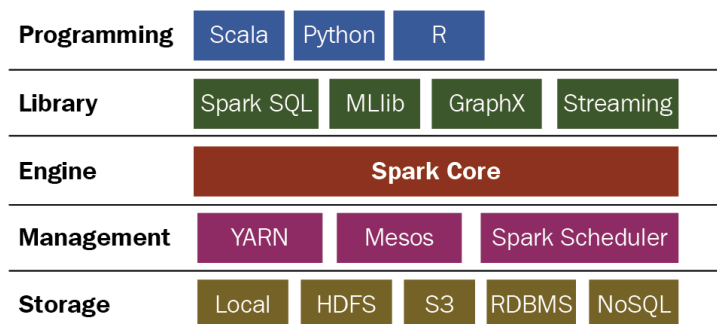 Programming Scala Python R
Library Spark SQL MLlib GraphX Streaming
Engine Spark Core
Management YARN Mesos Spark Scheduler
Storage Local HDFS S3 RDBMS NoSQL